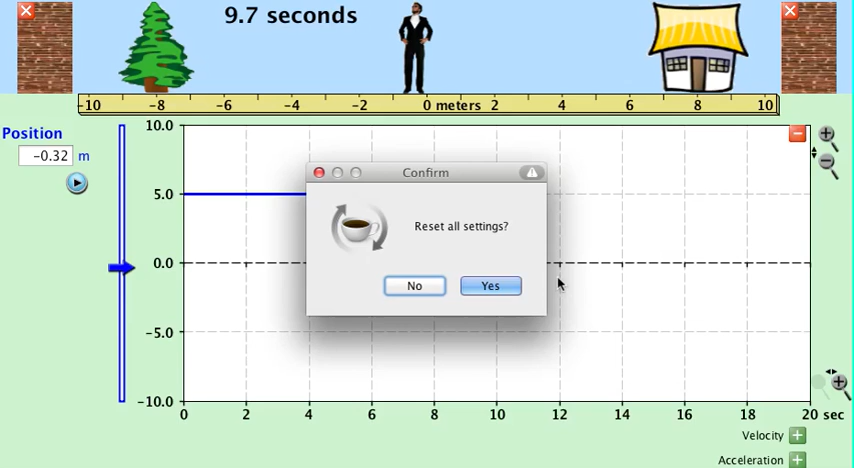 9.7 seconds
-10 -8 -6 -4 -2 0 meters 2 4 6 8 10
Position
-0.32 m
10.0
5.0
0.0
-5.0
-10.0
Confirm
Reset all settings?
No Yes
0 2 4 6 8 10 12 14 16 18 20 sec
Velocity
Acceleration